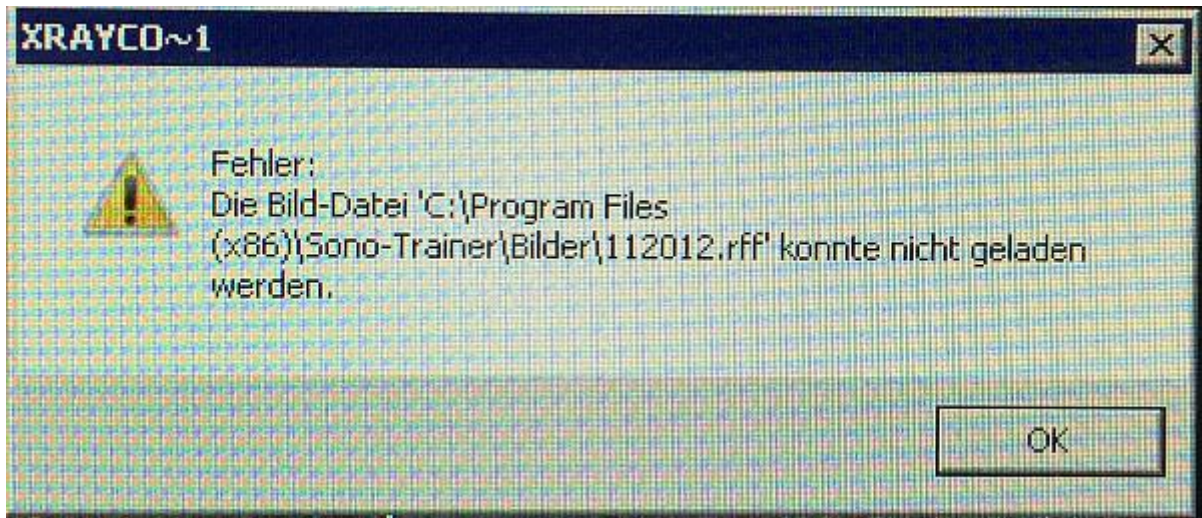 XRAYCO~1
Fehler:
Die Bild-Datei 'C:\Program Files
(x86)\Sono-Trainer\Bilder\112012.rff' konnte nicht geladen
werden.
OK